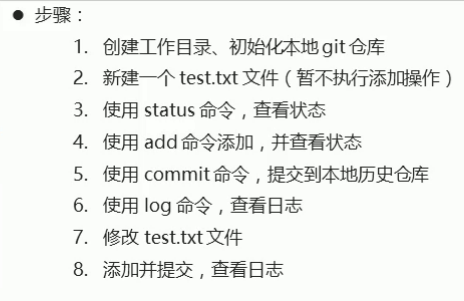 ● 步骤：
1. 创建工作目录、初始化本地git仓库
2. 新建一个 test.txt 文件（暂不执行添加操作）
3. 使用 status 命令，查看状态
4. 使用 add 命令添加，并查看状态
5. 使用 commit 命令，提交到本地历史仓库
6. 使用 log 命令，查看日志
7. 修改 test.txt 文件
8. 添加并提交，查看日志